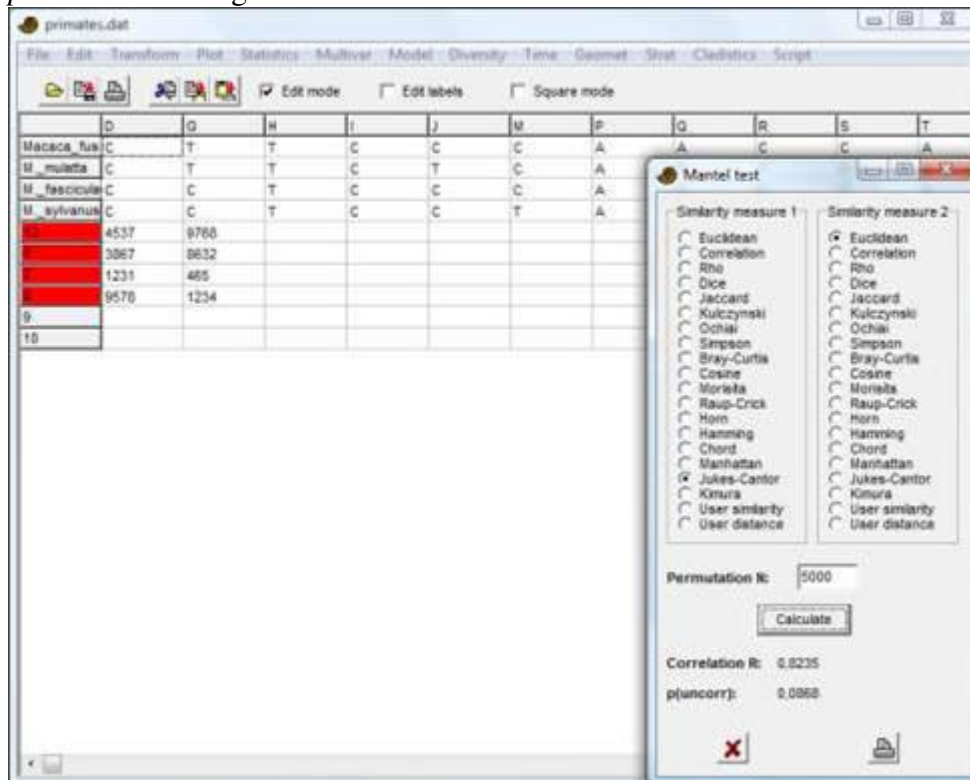 primates.dat
File Edit Transform Plot Statistics Multivar Model Diversity Time Geomet Strat Cladistics Script
Edit mode Edit labels Square mode
D G H I J M P Q R S T
Macaca_fus C T T C C C A A C C A
M._mulatta C T T C T C A
M._fascicula C C T C C C A
M._sylvanus C C T C C T A
4537 9768
3867 8632
1231 465
9578 1234
9
10
Mantel test
Similarity measure 1 Similarity measure 2
Euclidean Euclidean
Correlation Correlation
Rho Rho
Dice Dice
Jaccard Jaccard
Kulczynski Kulczynski
Ochiai Ochiai
Simpson Simpson
Bray-Curtis Bray-Curtis
Cosine Cosine
Morisita Morisita
Raup-Crick Raup-Crick
Horn Horn
Hamming Hamming
Chord Chord
Manhattan Manhattan
Jukes-Cantor Jukes-Cantor
Kimura Kimura
User similarity User similarity
User distance User distance
Permutation N: 5000
Calculate
Correlation R: 0,8235
p(uncorr): 0,0868